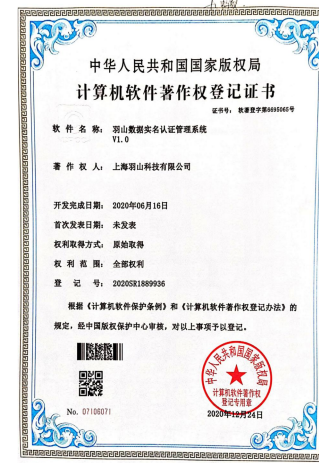 中华人民共和国国家版权局
计算机软件著作权登记证书
证书号： 软著登字第6695065号
软件名称： 羽山数据实名认证管理系统
V1.0
著作权人： 上海羽山科技有限公司
开发完成日期： 2020年06月16日
首次发表日期： 未发表
权利取得方式： 原始取得
权利范围： 全部权利
登记号： 2020SR1889936
根据《计算机软件保护条例》和《计算机软件著作权登记办法》的
规定，经中国版权保护中心审核，对以上事项予以登记。
中华人民共和国国家版权局
计算机软件著作权
登记专用章
No. 07106071
2020年12月24日